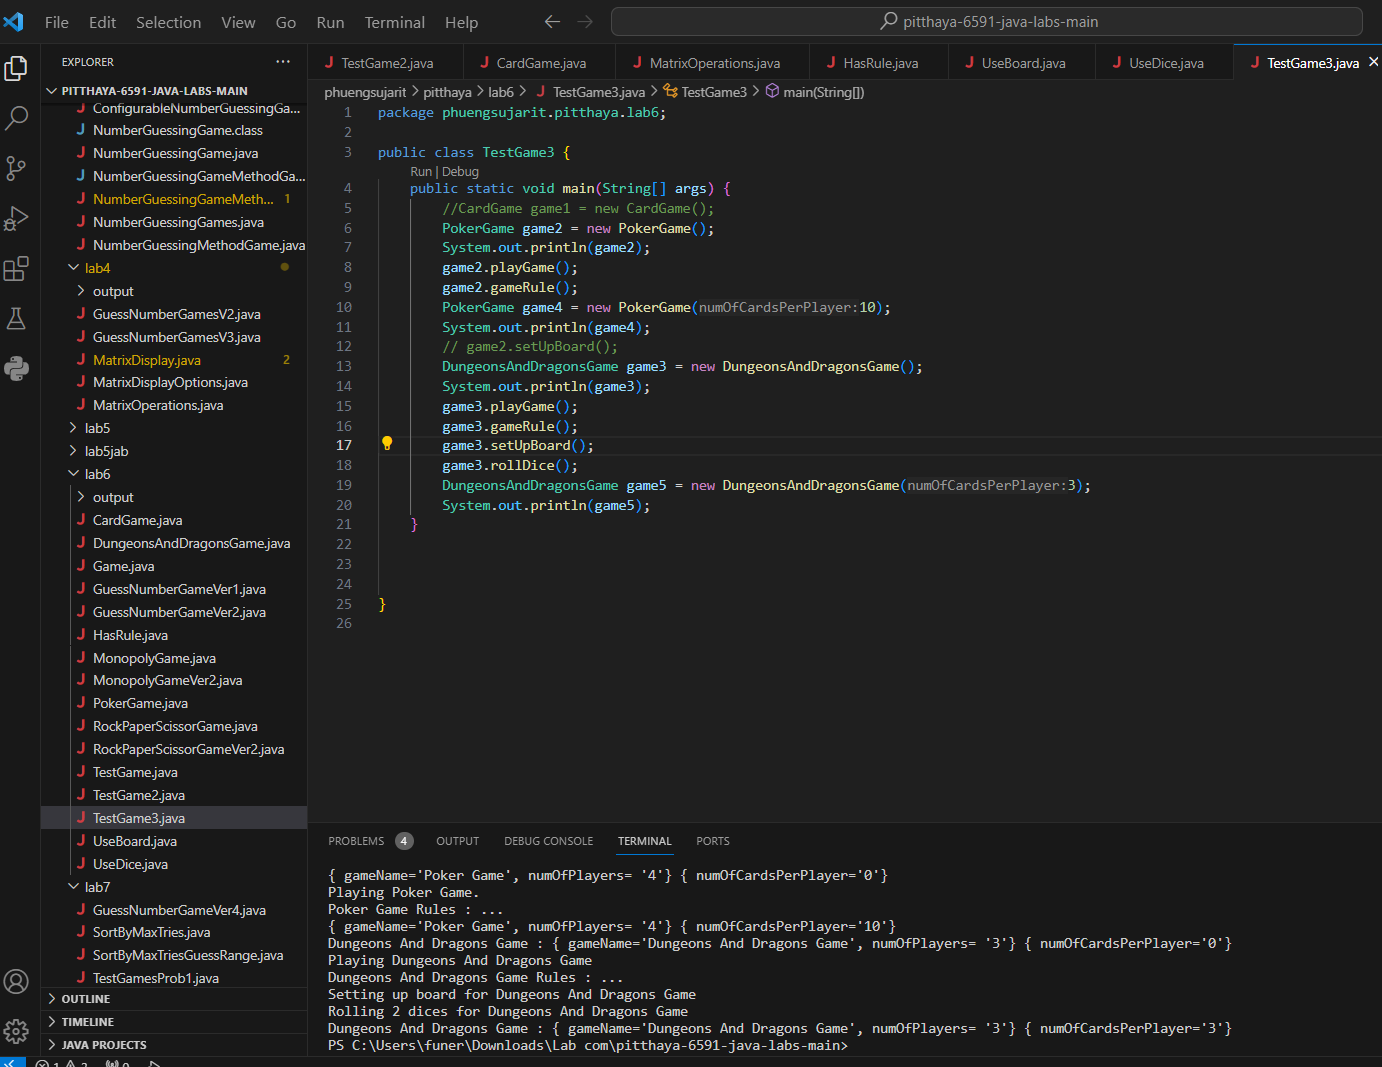 File Edit Selection View Go Run Terminal Help
pitthaya-6591-java-labs-main
EXPLORER
PITTHAYA-6591-JAVA-LABS-MAIN
ConfigurableNumberGuessingGa...
NumberGuessingGame.class
NumberGuessingGame.java
NumberGuessingGameMethodGa...
NumberGuessingGameMeth... 1
NumberGuessingGames.java
NumberGuessingMethodGame.java
lab4
output
GuessNumberGamesV2.java
GuessNumberGamesV3.java
MatrixDisplay.java 2
MatrixDisplayOptions.java
MatrixOperations.java
lab5
lab5jab
lab6
output
CardGame.java
DungeonsAndDragonsGame.java
Game.java
GuessNumberGameVer1.java
GuessNumberGameVer2.java
HasRule.java
MonopolyGame.java
MonopolyGameVer2.java
PokerGame.java
RockPaperScissorGame.java
RockPaperScissorGameVer2.java
TestGame.java
TestGame2.java
TestGame3.java
UseBoard.java
UseDice.java
lab7
GuessNumberGameVer4.java
SortByMaxTries.java
SortByMaxTriesGuessRange.java
TestGamesProb1.java
OUTLINE
TIMELINE
JAVA PROJECTS
TestGame2.java CardGame.java MatrixOperations.java HasRule.java UseBoard.java UseDice.java TestGame3.java
phuengsujarit > pitthaya > lab6 > TestGame3.java > TestGame3 > main(String[])
1 package phuengsujarit.pitthaya.lab6;
2
3 public class TestGame3 {
Run | Debug
4 public static void main(String[] args) {
5 //CardGame game1 = new CardGame();
6 PokerGame game2 = new PokerGame();
7 System.out.println(game2);
8 game2.playGame();
9 game2.gameRule();
10 PokerGame game4 = new PokerGame(numOfCardsPerPlayer:10);
11 System.out.println(game4);
12 // game2.setUpBoard();
13 DungeonsAndDragonsGame game3 = new DungeonsAndDragonsGame();
14 System.out.println(game3);
15 game3.playGame();
16 game3.gameRule();
17 game3.setUpBoard();
18 game3.rollDice();
19 DungeonsAndDragonsGame game5 = new DungeonsAndDragonsGame(numOfCardsPerPlayer:3);
20 System.out.println(game5);
21 }
22
23
24
25 }
26
PROBLEMS 4 OUTPUT DEBUG CONSOLE TERMINAL PORTS
{ gameName='Poker Game', numOfPlayers= '4'} { numOfCardsPerPlayer='0'}
Playing Poker Game.
Poker Game Rules : ...
{ gameName='Poker Game', numOfPlayers= '4'} { numOfCardsPerPlayer='10'}
Dungeons And Dragons Game : { gameName='Dungeons And Dragons Game', numOfPlayers= '3'} { numOfCardsPerPlayer='0'}
Playing Dungeons And Dragons Game
Dungeons And Dragons Game Rules : ...
Setting up board for Dungeons And Dragons Game
Rolling 2 dices for Dungeons And Dragons Game
Dungeons And Dragons Game : { gameName='Dungeons And Dragons Game', numOfPlayers= '3'} { numOfCardsPerPlayer='3'}
PS C:\Users\funer\Downloads\Lab com\pitthaya-6591-java-labs-main>